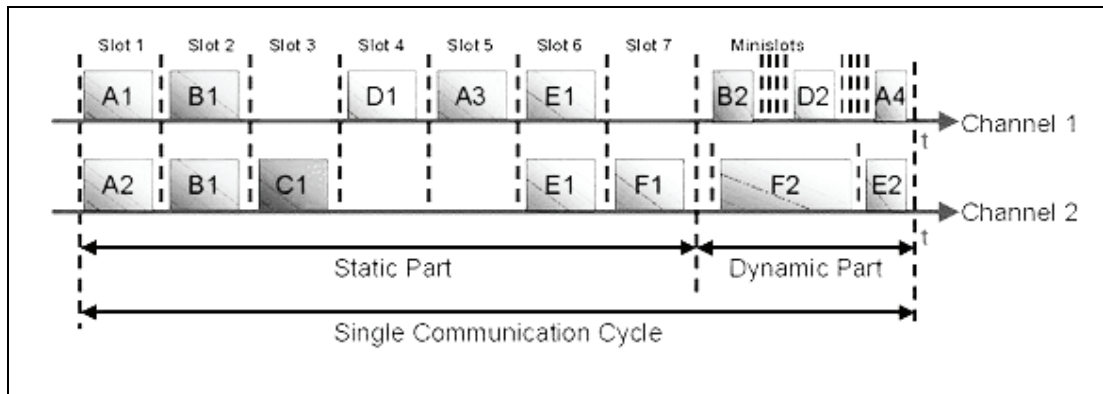 Slot 1 Slot 2 Slot 3 Slot 4 Slot 5 Slot 6 Slot 7 Minislots
A1 B1 D1 A3 E1 B2 D2 A4
Channel 1
t
A2 B1 C1 E1 F1 F2 E2
Channel 2
t
Static Part Dynamic Part
Single Communication Cycle